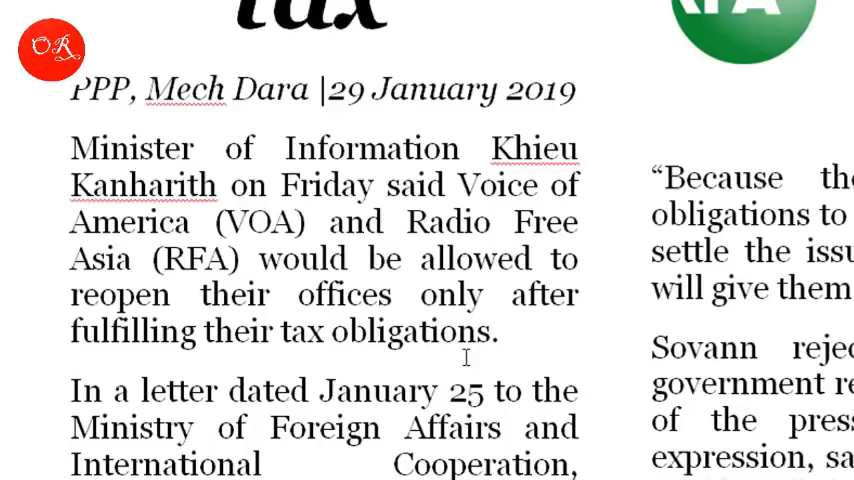 tax
OR
PPP, Mech Dara |29 January 2019
Minister of Information Khieu
Kanharith on Friday said Voice of
America (VOA) and Radio Free
Asia (RFA) would be allowed to
reopen their offices only after
fulfilling their tax obligations.
In a letter dated January 25 to the
Ministry of Foreign Affairs and
International Cooperation,
RFA
“Because the
obligations to
settle the issu
will give them
Sovann rejec
government re
of the press
expression, sa